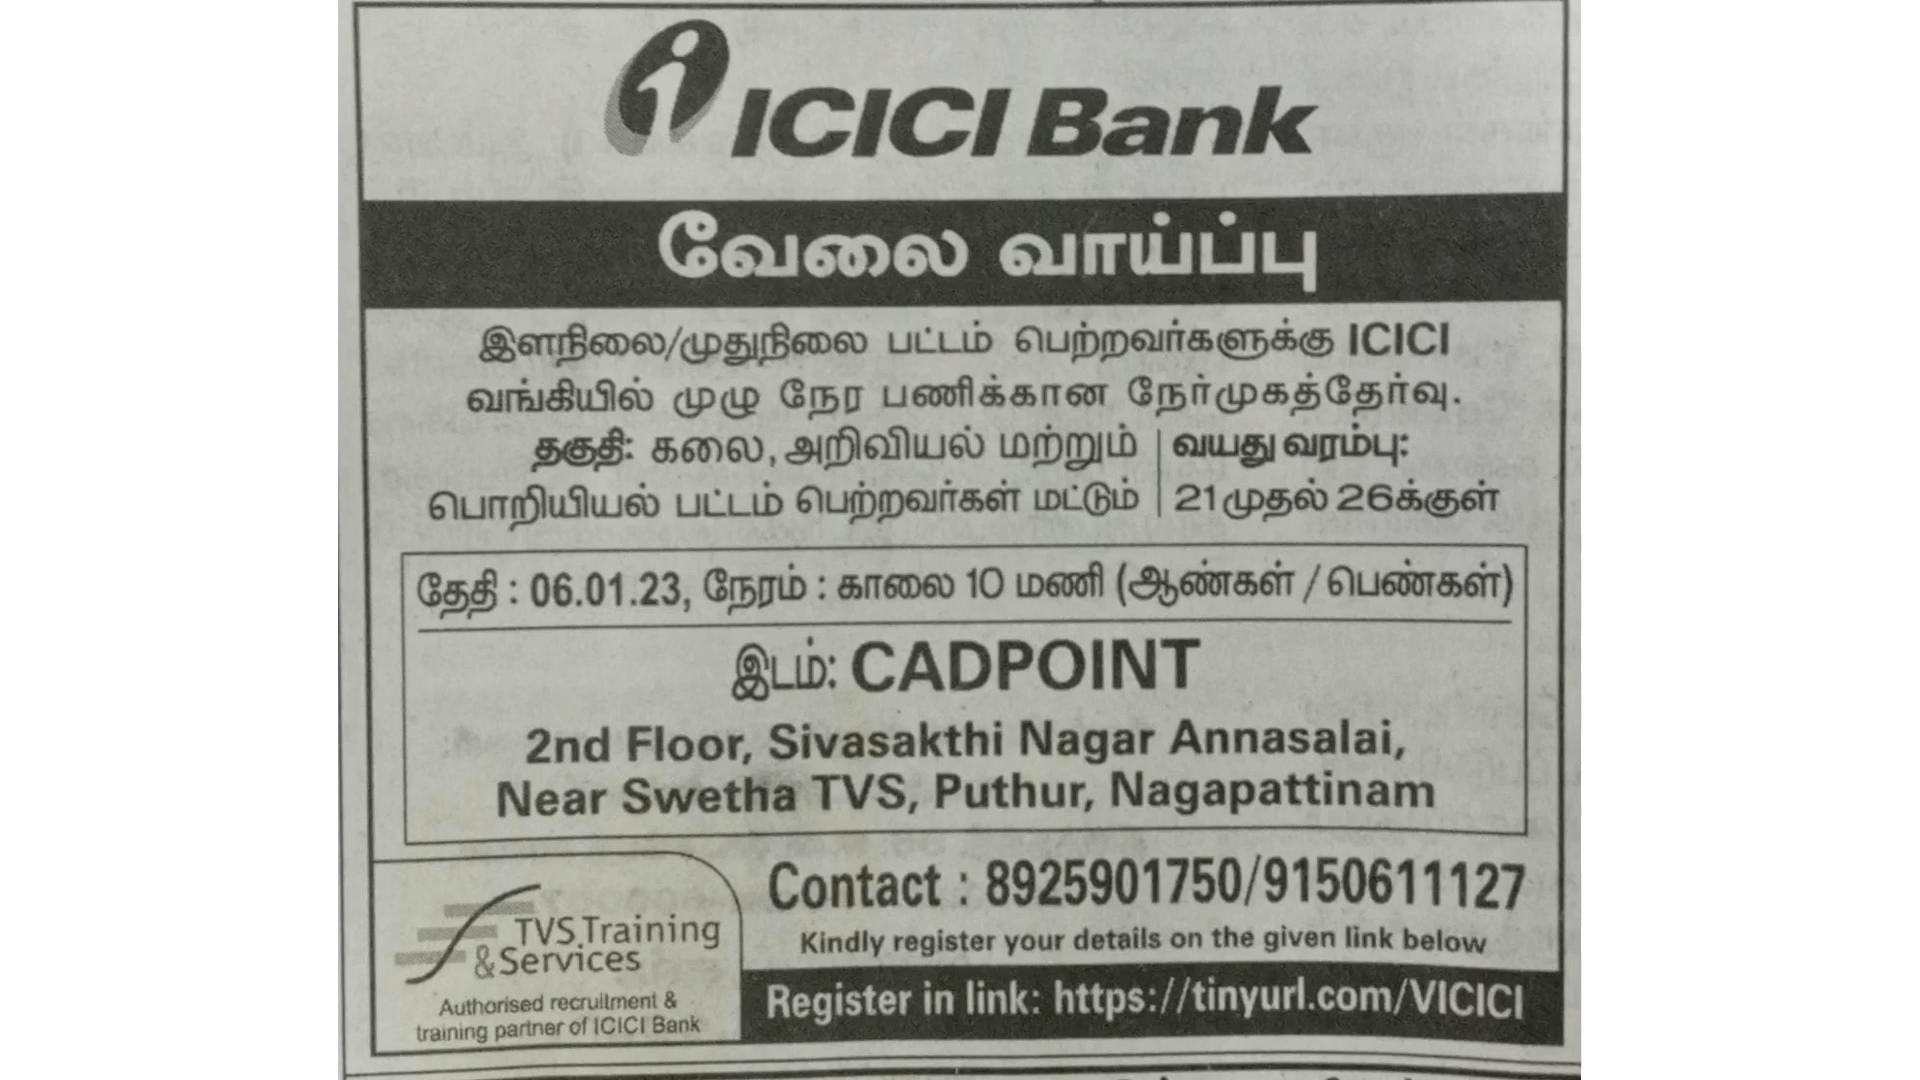 ICICI Bank
வேலை வாய்ப்பு
இளநிலை/முதுநிலை பட்டம் பெற்றவர்களுக்கு ICICI
வங்கியில் முழு நேர பணிக்கான நேர்முகத்தேர்வு.
தகுதி: கலை, அறிவியல் மற்றும்
பொறியியல் பட்டம் பெற்றவர்கள் மட்டும்
வயது வரம்பு:
21 முதல் 26க்குள்
தேதி : 06.01.23, நேரம் : காலை 10 மணி (ஆண்கள் / பெண்கள்)
இடம்: CADPOINT
2nd Floor, Sivasakthi Nagar Annasalai,
Near Swetha TVS, Puthur, Nagapattinam
TVS Training
& Services
Authorised recruitment &
training partner of ICICI Bank
Contact : 8925901750/9150611127
Kindly register your details on the given link below
Register in link: https://tinyurl.com/VICICI